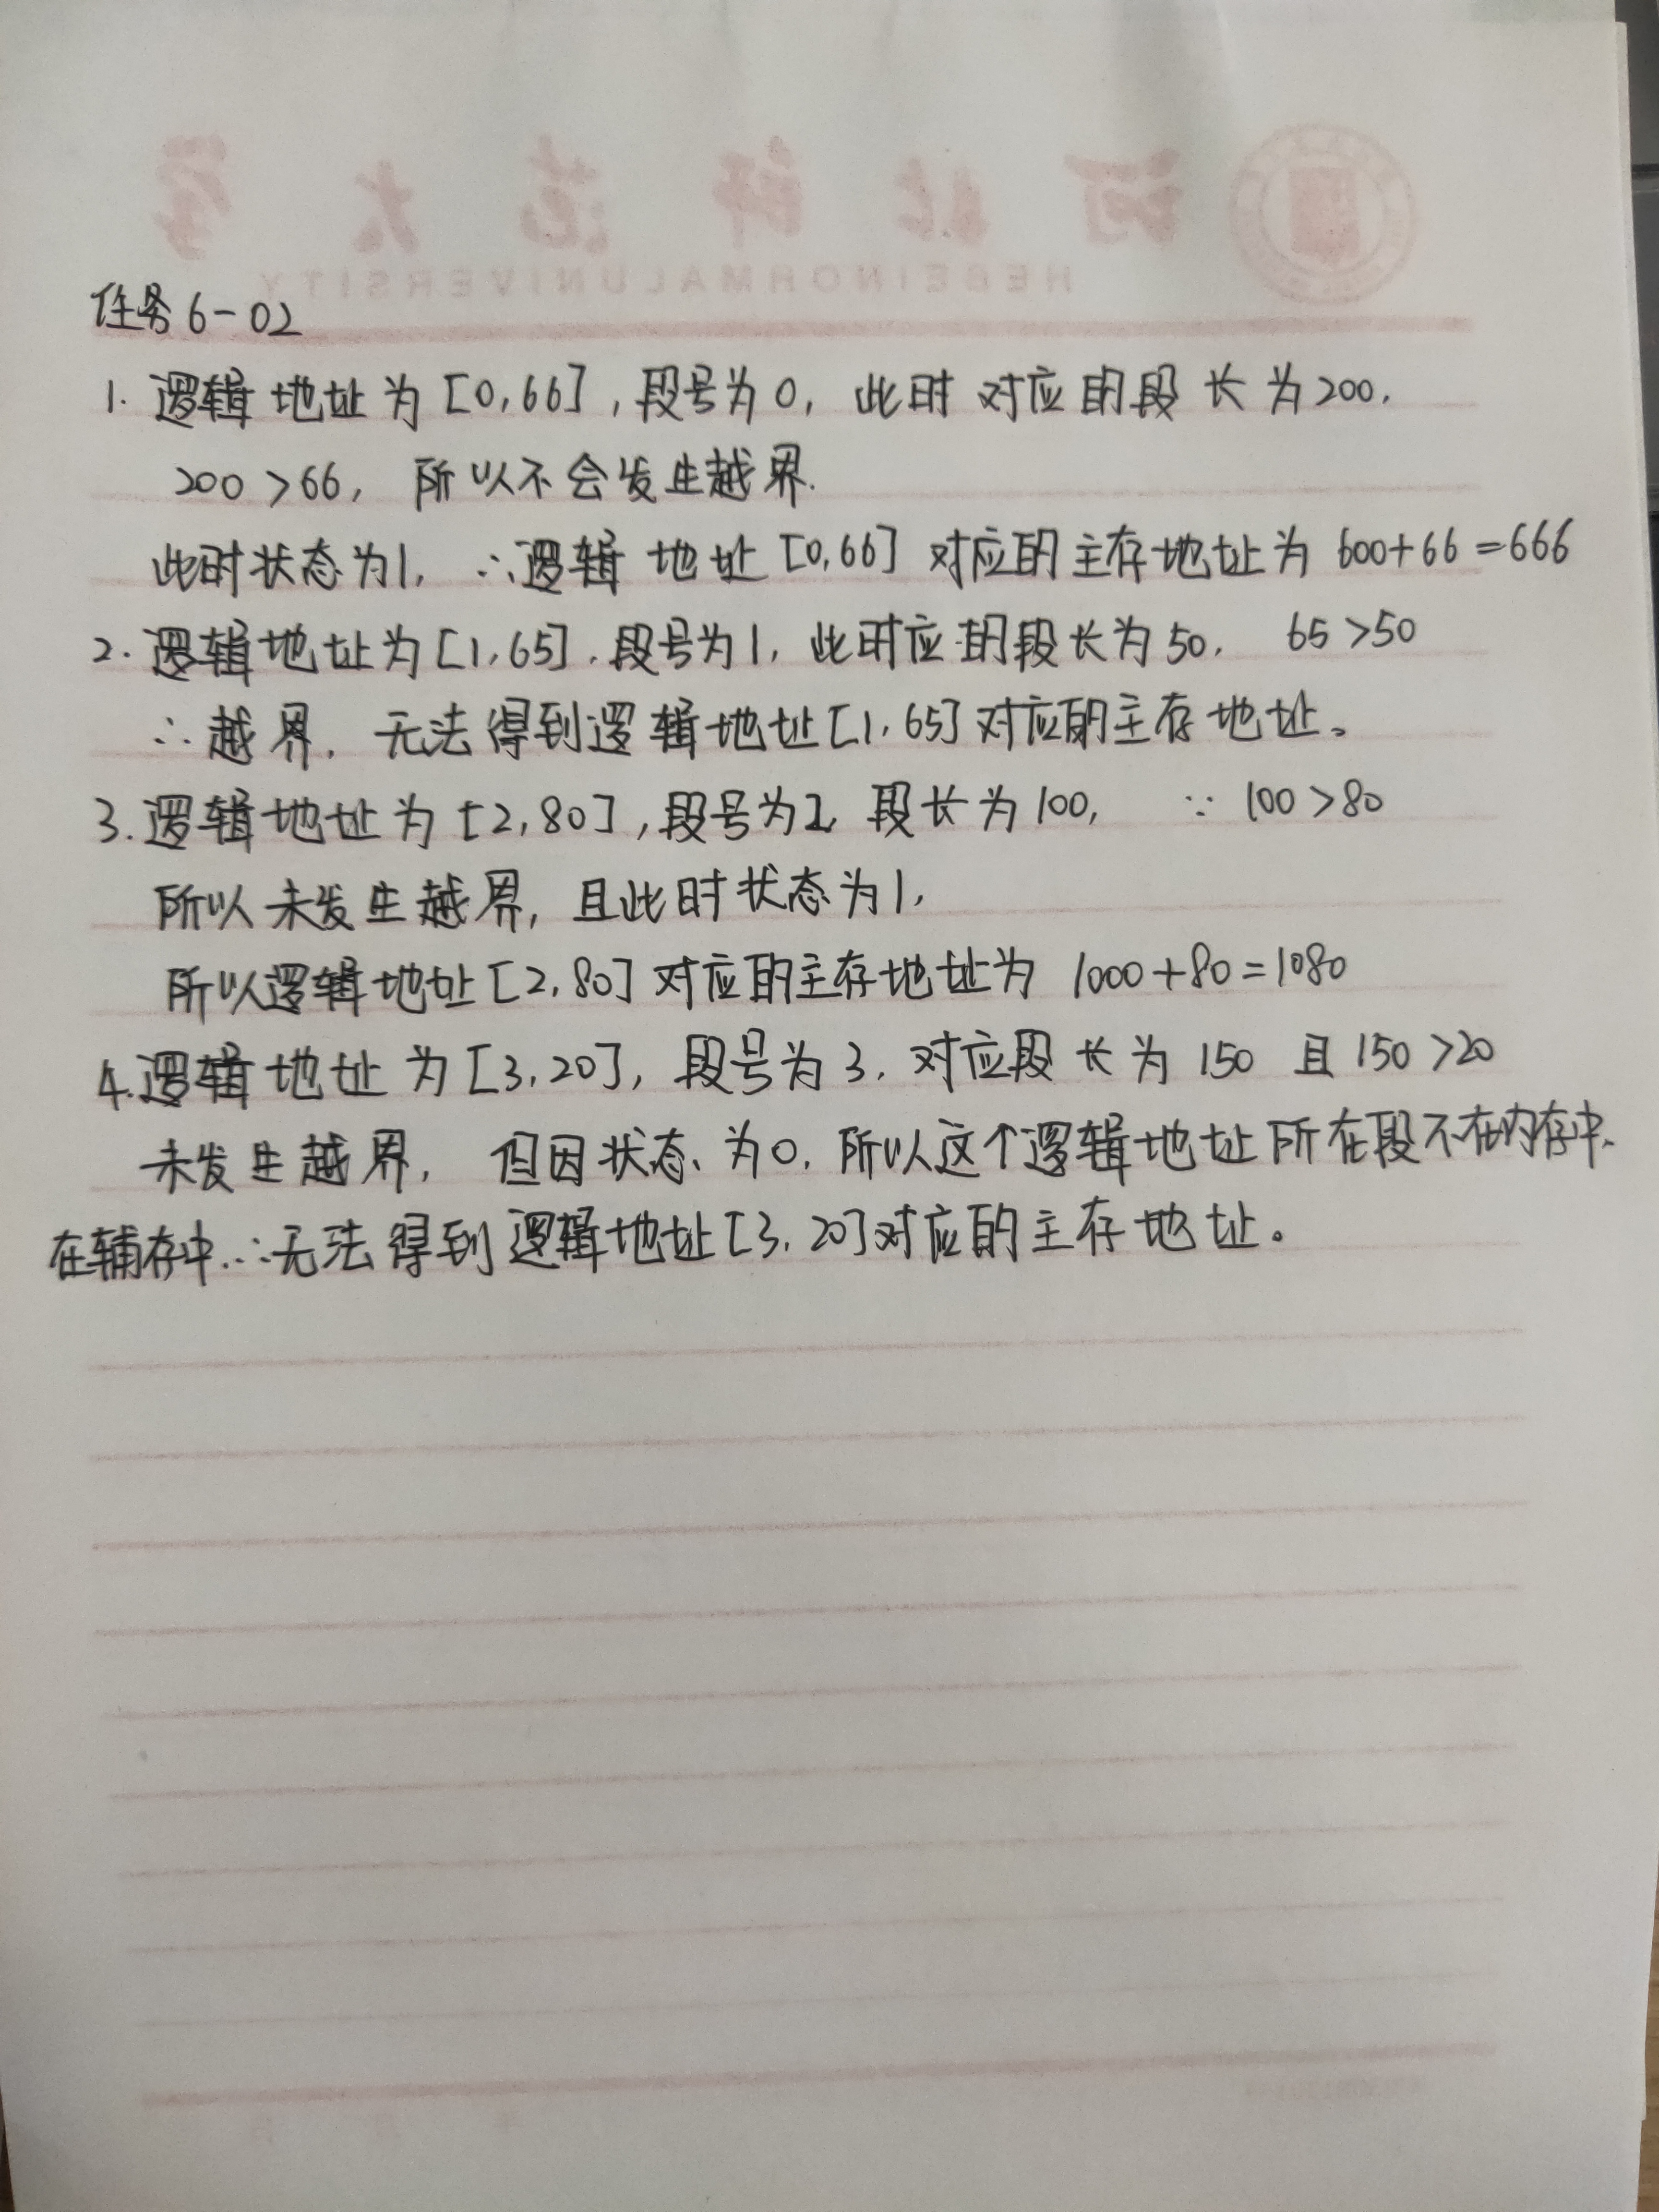 河北师范大学
HEBEI NORMAL UNIVERSITY
任务6-02
1. 逻辑地址为[0,66],段号为0, 此时对应的段长为200.
200>66, 所以不会发生越界.
此时状态为1, ∴逻辑地址[0,66]对应的主存地址为 600+66=666
2. 逻辑地址为[1,65].段号为1, 此时应的段长为50, 65>50
∴越界. 无法得到逻辑地址[1,65]对应的主存地址。
3. 逻辑地址为[2,80],段号为2, 段长为100, ∵ 100>80
所以未发生越界, 且此时状态为1,
所以逻辑地址[2,80]对应的主存地址为 1000+80=1080
4. 逻辑地址为[3,20], 段号为3, 对应段长为 150 且150>20
未发生越界, 但因状态为0, 所以这个逻辑地址所在段不在内存中.
在辅存中.∴无法得到逻辑地址[3,20]对应的主存地址。